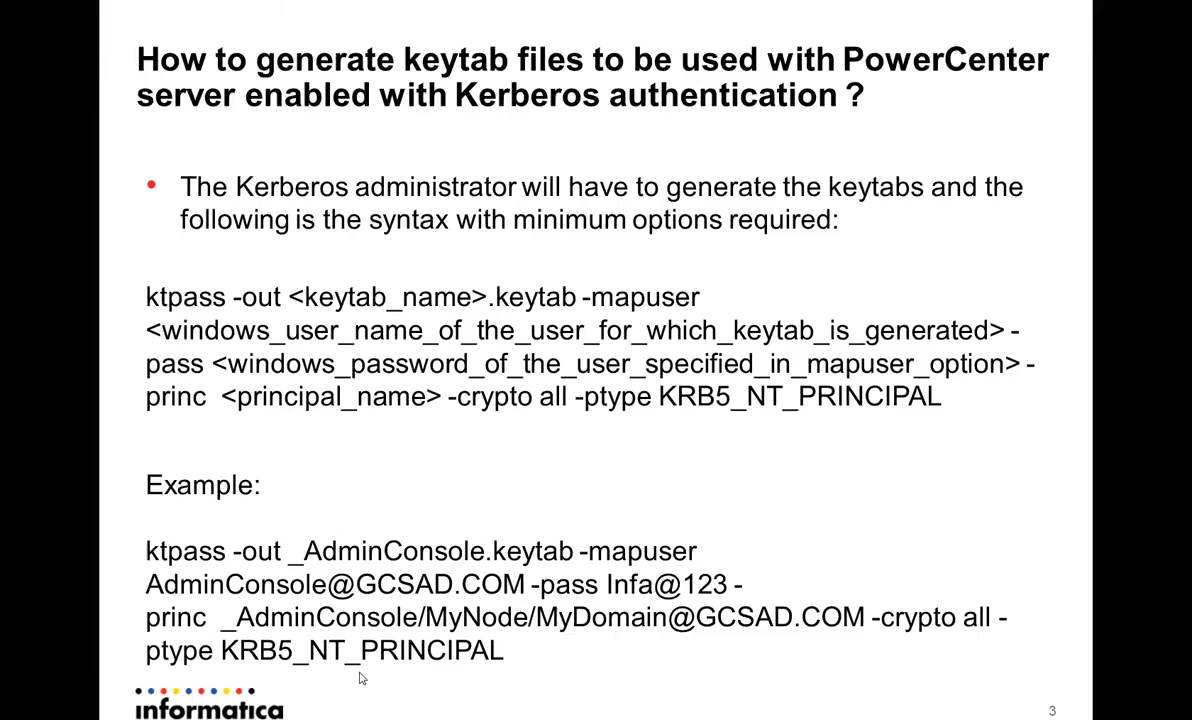 How to generate keytab files to be used with PowerCenter
server enabled with Kerberos authentication ?
• The Kerberos administrator will have to generate the keytabs and the
following is the syntax with minimum options required:
ktpass -out <keytab_name>.keytab -mapuser
<windows_user_name_of_the_user_for_which_keytab_is_generated> -
pass <windows_password_of_the_user_specified_in_mapuser_option> -
princ <principal_name> -crypto all -ptype KRB5_NT_PRINCIPAL
Example:
ktpass -out _AdminConsole.keytab -mapuser
AdminConsole@GCSAD.COM -pass Infa@123 -
princ _AdminConsole/MyNode/MyDomain@GCSAD.COM -crypto all -
ptype KRB5_NT_PRINCIPAL
informatica
3